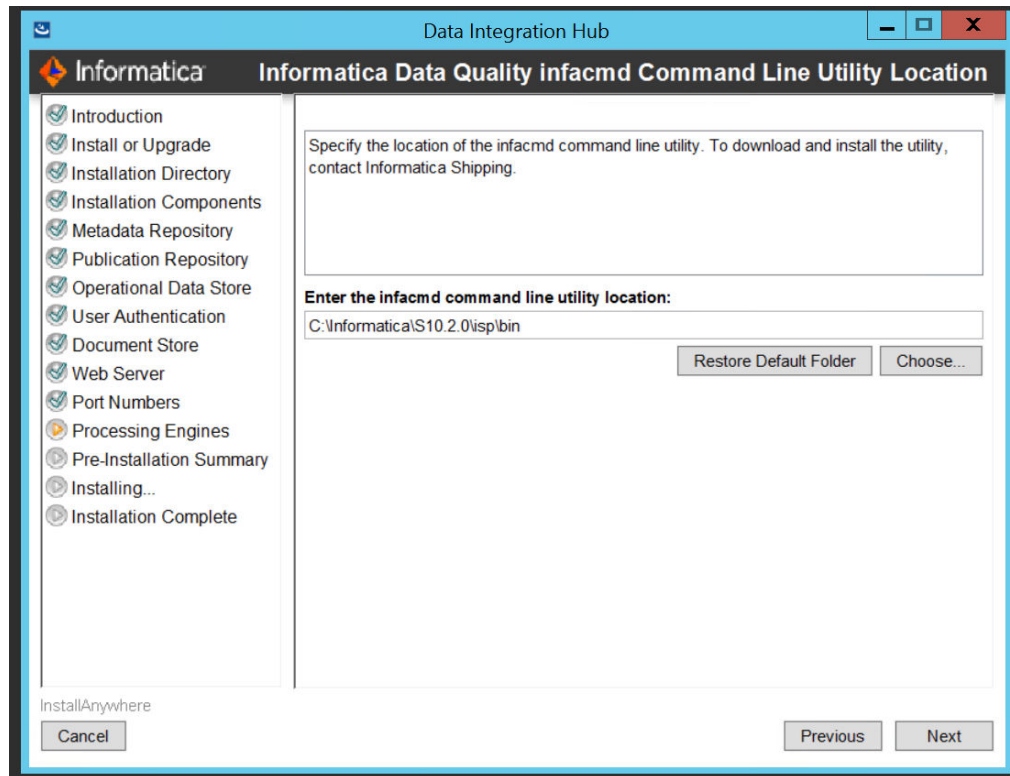 Data Integration Hub
Informatica
Informatica Data Quality infacmd Command Line Utility Location
Introduction
Install or Upgrade
Installation Directory
Installation Components
Metadata Repository
Publication Repository
Operational Data Store
User Authentication
Document Store
Web Server
Port Numbers
Processing Engines
Pre-Installation Summary
Installing...
Installation Complete
Specify the location of the infacmd command line utility. To download and install the utility,
contact Informatica Shipping.
Enter the infacmd command line utility location:
C:\Informatica\S10.2.0\isp\bin
Restore Default Folder
Choose...
InstallAnywhere
Cancel
Previous
Next